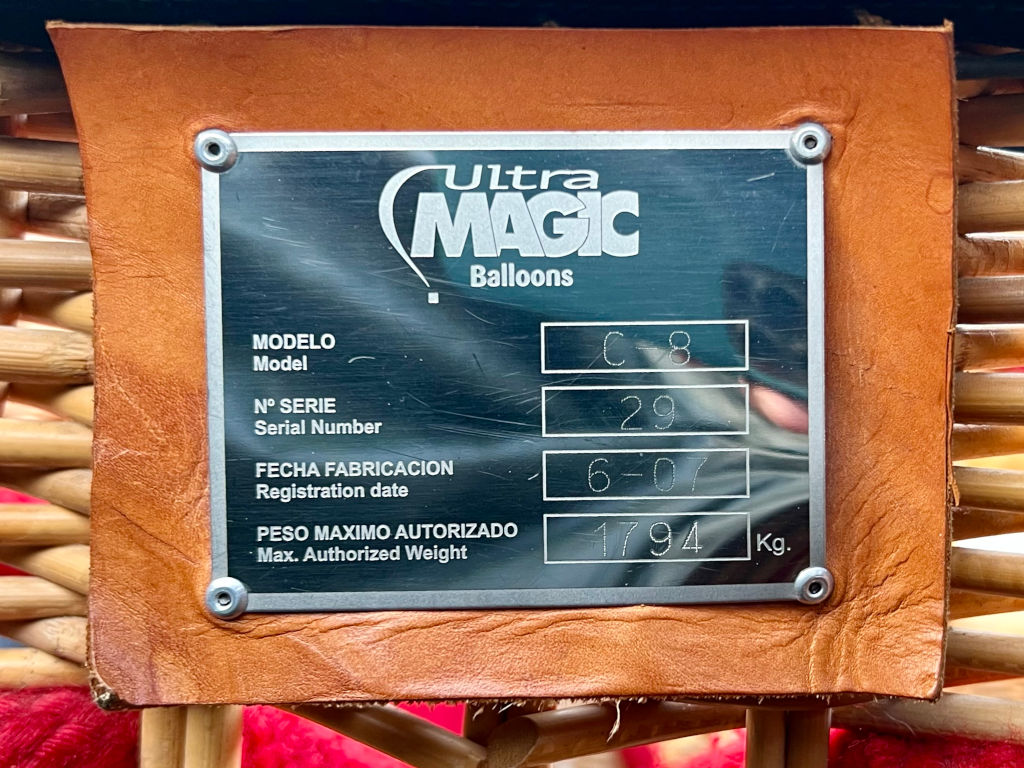 Ultra
MAGIC
Balloons
MODELO
Model
C-8
Nº SERIE
Serial Number
29
FECHA FABRICACION
Registration date
6-07
PESO MAXIMO AUTORIZADO
Max. Authorized Weight
1794 Kg.